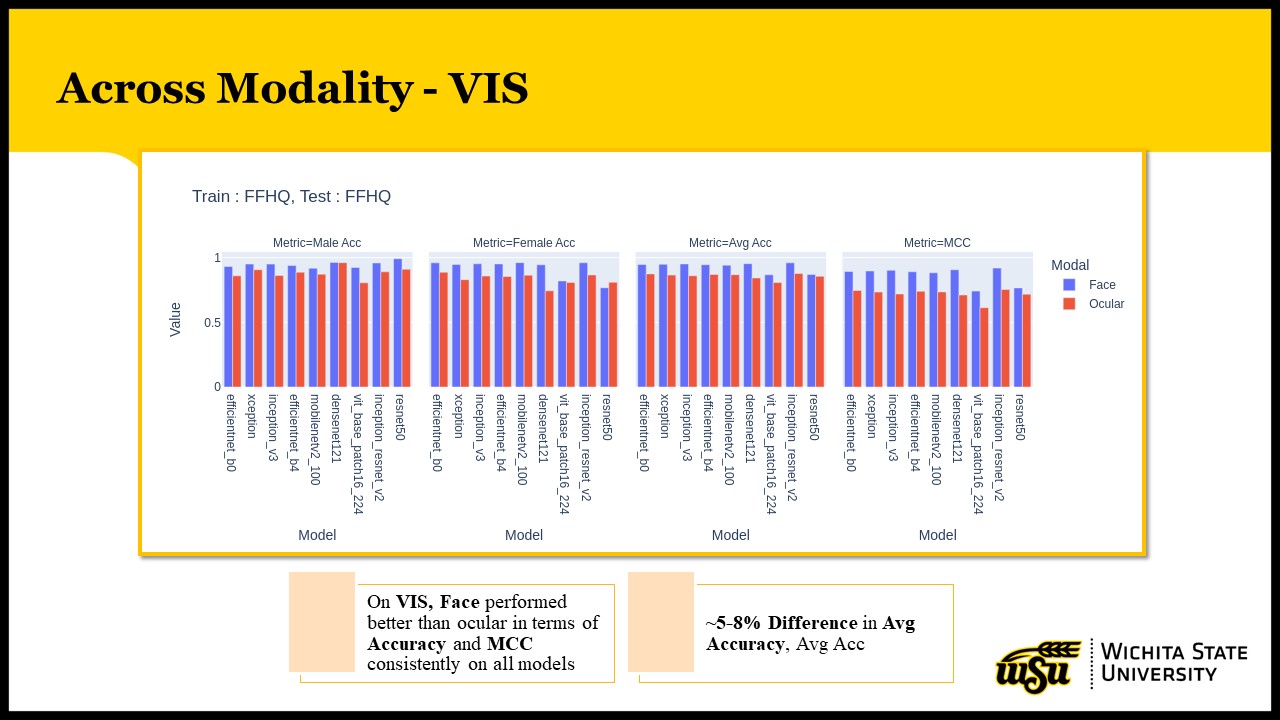 Across Modality - VIS
Train : FFHQ, Test : FFHQ
Metric=Male Acc
Metric=Female Acc
Metric=Avg Acc
Metric=MCC
Value
1
0.5
0
Modal
Face
Ocular
efficientnet_b0
xception
inception_v3
efficientnet_b4
mobilenetv2_100
densenet121
vit_base_patch16_224
inception_resnet_v2
resnet50
efficientnet_b0
xception
inception_v3
efficientnet_b4
mobilenetv2_100
densenet121
vit_base_patch16_224
inception_resnet_v2
resnet50
efficientnet_b0
xception
inception_v3
efficientnet_b4
mobilenetv2_100
densenet121
vit_base_patch16_224
inception_resnet_v2
resnet50
efficientnet_b0
xception
inception_v3
efficientnet_b4
mobilenetv2_100
densenet121
vit_base_patch16_224
inception_resnet_v2
resnet50
Model
Model
Model
Model
On VIS, Face performed
better than ocular in terms of
Accuracy and MCC
consistently on all models
~5-8% Difference in Avg
Accuracy, Avg Acc
wsu
WICHITA STATE
UNIVERSITY